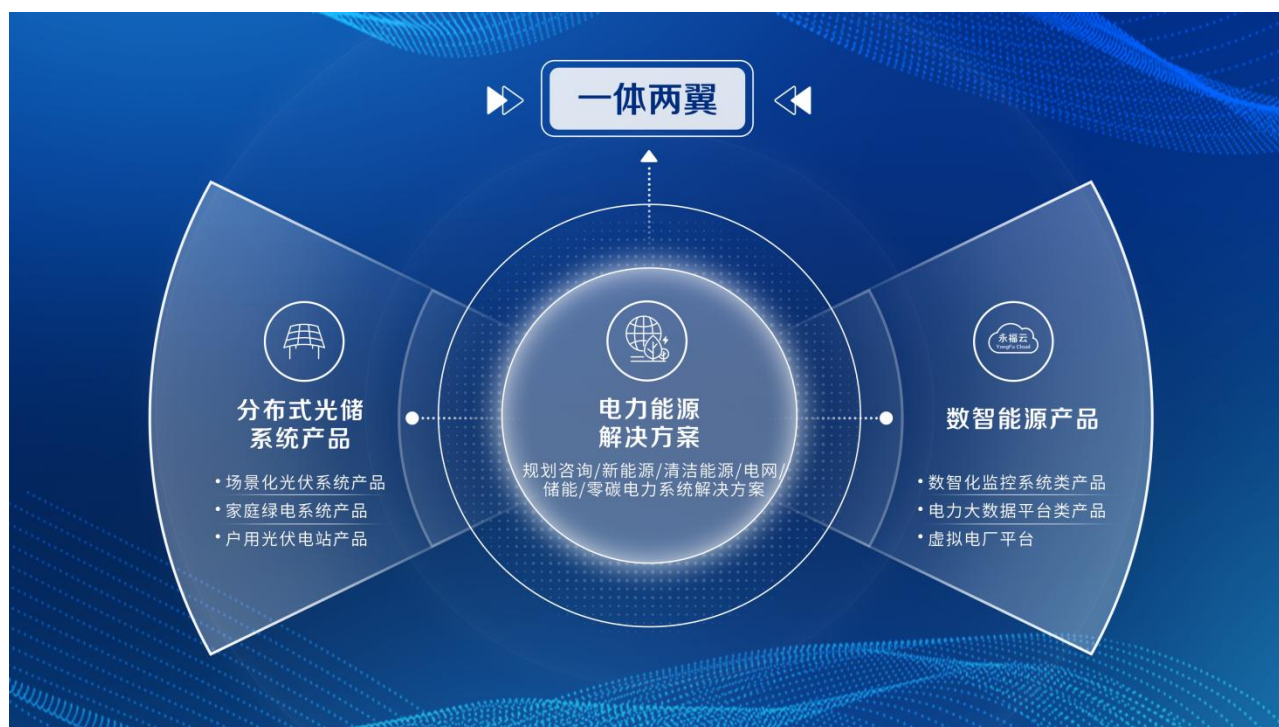 一体两翼
分布式光储
系统产品
• 场景化光伏系统产品
• 家庭绿电系统产品
• 户用光伏电站产品
电力能源
解决方案
规划咨询/新能源/清洁能源/电网/
储能/零碳电力系统解决方案
永福云
YongFu Cloud
数智能源产品
• 数智化监控系统类产品
• 电力大数据平台类产品
• 虚拟电厂平台